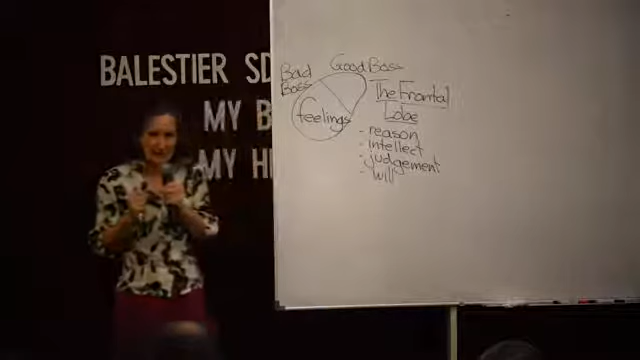 BALESTIER SD
MY B
MY H
Bad
Boss
Good Boss
feelings
The Frontal
Lobe
- reason
- intellect
- judgement
- will